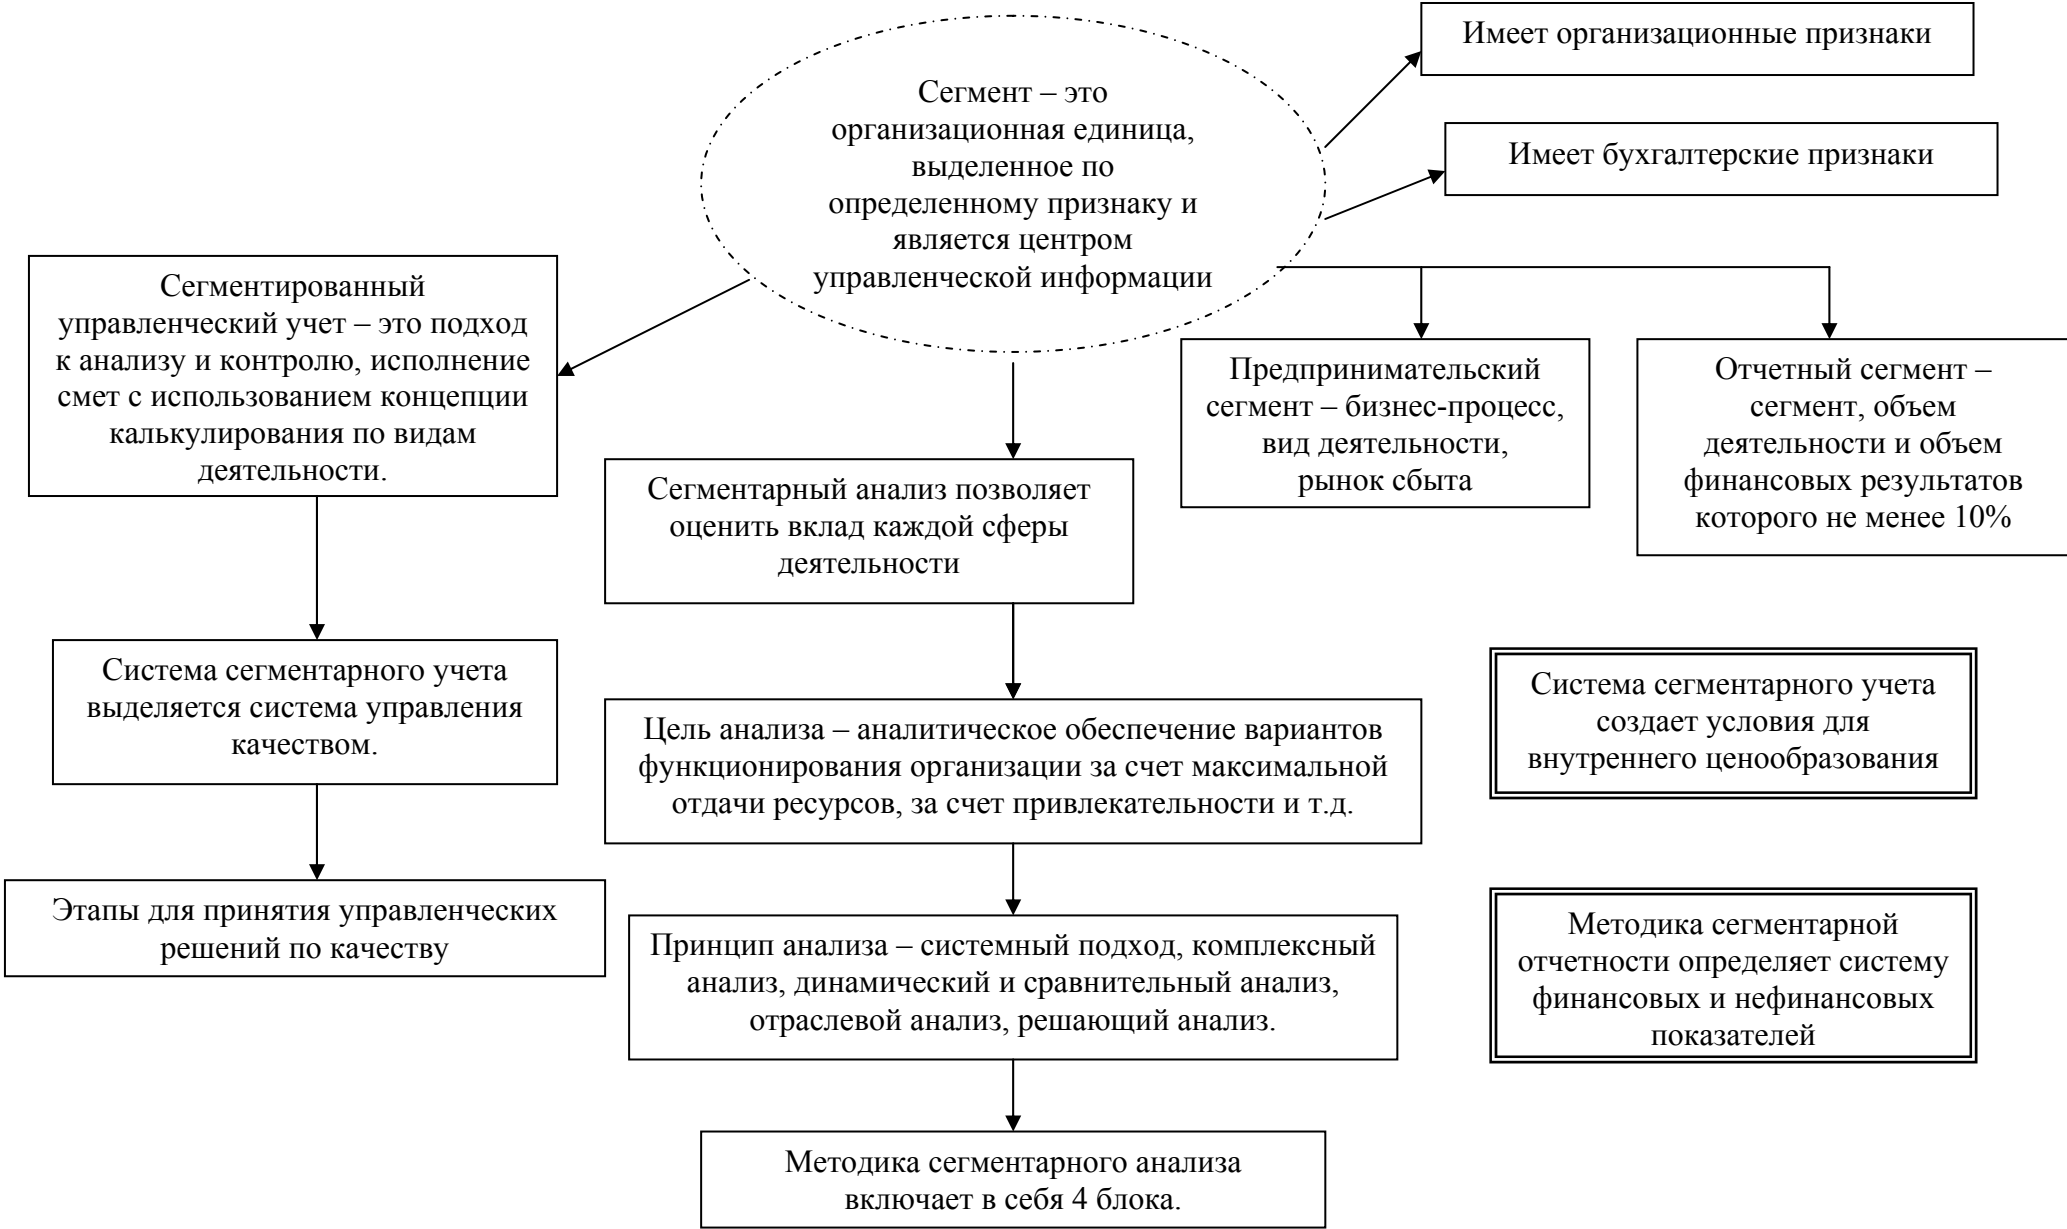 Имеет организационные признаки
Сегмент – это
организационная единица,
выделенное по
определенному признаку и
является центром
управленческой информации
Имеет бухгалтерские признаки
Сегментированный
управленческий учет – это подход
к анализу и контролю, исполнение
смет с использованием концепции
калькулирования по видам
деятельности.
Предпринимательский
сегмент – бизнес-процесс,
вид деятельности,
рынок сбыта
Отчетный сегмент –
сегмент, объем
деятельности и объем
финансовых результатов
которого не менее 10%
Сегментарный анализ позволяет
оценить вклад каждой сферы
деятельности
Система сегментарного учета
выделяется система управления
качеством.
Цель анализа – аналитическое обеспечение вариантов
функционирования организации за счет максимальной
отдачи ресурсов, за счет привлекательности и т.д.
Система сегментарного учета
создает условия для
внутреннего ценообразования
Этапы для принятия управленческих
решений по качеству
Принцип анализа – системный подход, комплексный
анализ, динамический и сравнительный анализ,
отраслевой анализ, решающий анализ.
Методика сегментарной
отчетности определяет систему
финансовых и нефинансовых
показателей
Методика сегментарного анализа
включает в себя 4 блока.